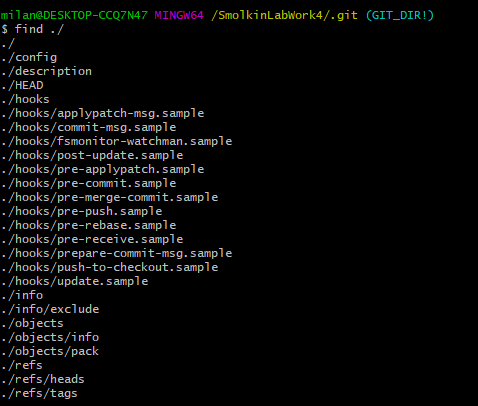 milan@DESKTOP-CCQ7N47 MINGW64 /SmolkinLabWork4/.git (GIT_DIR!)
$ find ./
./
./config
./description
./HEAD
./hooks
./hooks/applypatch-msg.sample
./hooks/commit-msg.sample
./hooks/fsmonitor-watchman.sample
./hooks/post-update.sample
./hooks/pre-applypatch.sample
./hooks/pre-commit.sample
./hooks/pre-merge-commit.sample
./hooks/pre-push.sample
./hooks/pre-rebase.sample
./hooks/pre-receive.sample
./hooks/prepare-commit-msg.sample
./hooks/push-to-checkout.sample
./hooks/update.sample
./info
./info/exclude
./objects
./objects/info
./objects/pack
./refs
./refs/heads
./refs/tags